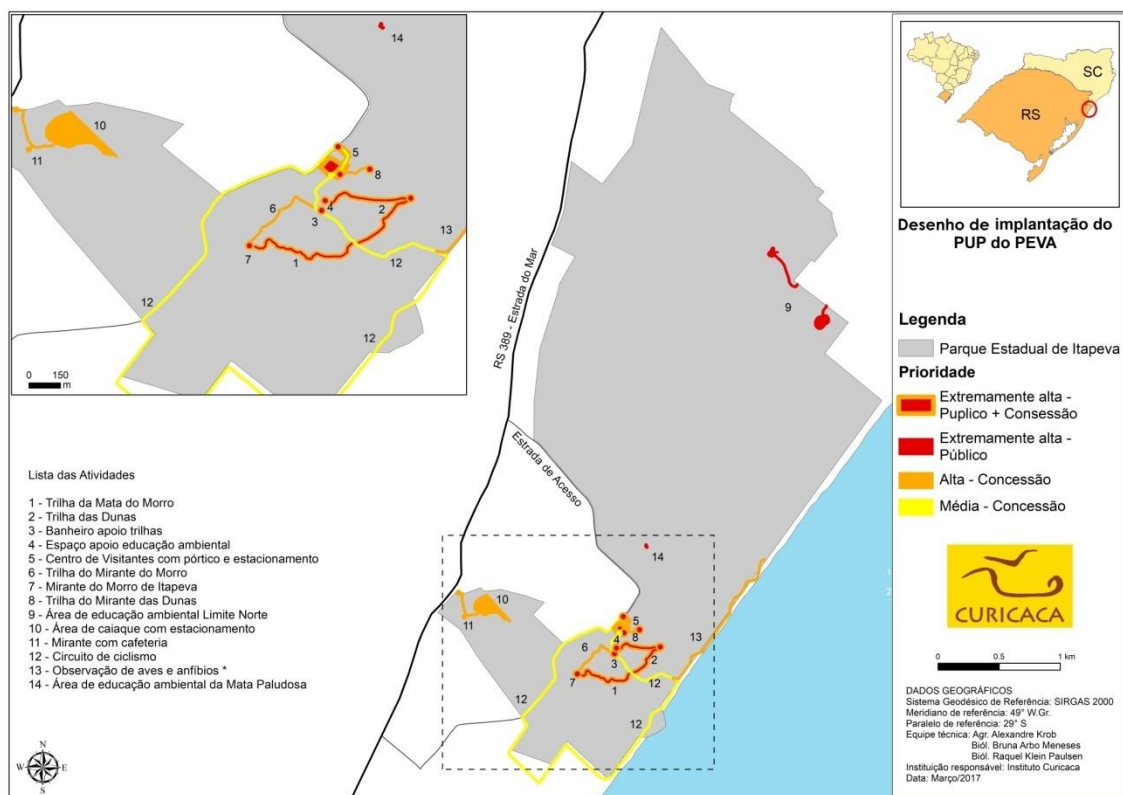 14
10
11
5
8
4
3
2
6
7
1
12
13
12
12
0 150
m
RS 389 - Estrada do Mar
Estrada de Acesso
9
14
10
11
5
4
8
3
2
6
7
1
12
13
12
12
1
2
Lista das Atividades
1 - Trilha da Mata do Morro
2 - Trilha das Dunas
3 - Banheiro apoio trilhas
4 - Espaço apoio educação ambiental
5 - Centro de Visitantes com pórtico e estacionamento
6 - Trilha do Mirante do Morro
7 - Mirante do Morro de Itapeva
8 - Trilha do Mirante das Dunas
9 - Área de educação ambiental Limite Norte
10 - Área de caiaque com estacionamento
11 - Mirante com cafeteria
12 - Circuito de ciclismo
13 - Observação de aves e anfíbios *
14 - Área de educação ambiental da Mata Paludosa
N
W E
S
SC
RS
Desenho de implantação do
PUP do PEVA
Legenda
Parque Estadual de Itapeva
Prioridade
Extremamente alta -
Puplico + Consessão
Extremamente alta -
Público
Alta - Concessão
Média - Concessão
CURICACA
0 0.5 1 km
DADOS GEOGRÁFICOS
Sistema Geodésico de Referência: SIRGAS 2000
Meridiano de referência: 49° W.Gr.
Paralelo de referência: 29° S
Equipe técnica: Agr. Alexandre Krob
Biól. Bruna Arbo Meneses
Biól. Raquel Klein Paulsen
Instituição responsável: Instituto Curicaca
Data: Março/2017